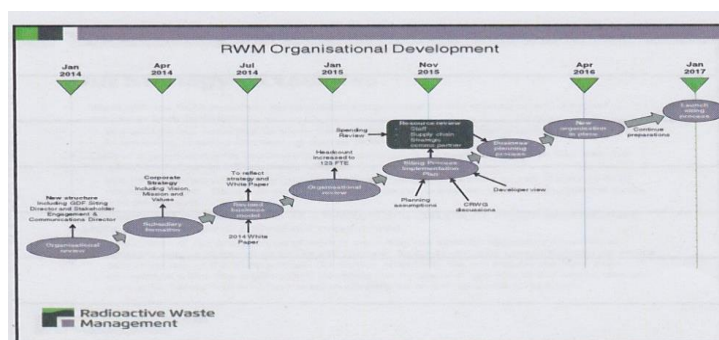 RWM Organisational Development
Jan
2014
Apr
2014
Jul
2014
Jan
2015
Nov
2015
Apr
2016
Jan
2017
New structure
Including GDF Siting
Director and Stakeholder
Engagement &
Communications Director
Organisational
review
Corporate
Strategy
Including Vision,
Mission and
Values
Subsidiary
formation
To reflect
strategy and
White Paper
Revised
business
model
2014 White
Paper
Headcount
increased to
125 FTE
Organisational
review
Spending
Review
Resource review
Staff
Supply chain
Strategic
partner
Siting Process
Implementation
Plan
Planning
assumptions
CRWG
discussions
Developer view
Business
planning
process
New
organisation
in place
Continue
preparations
Launch
siting
process
Radioactive Waste
Management